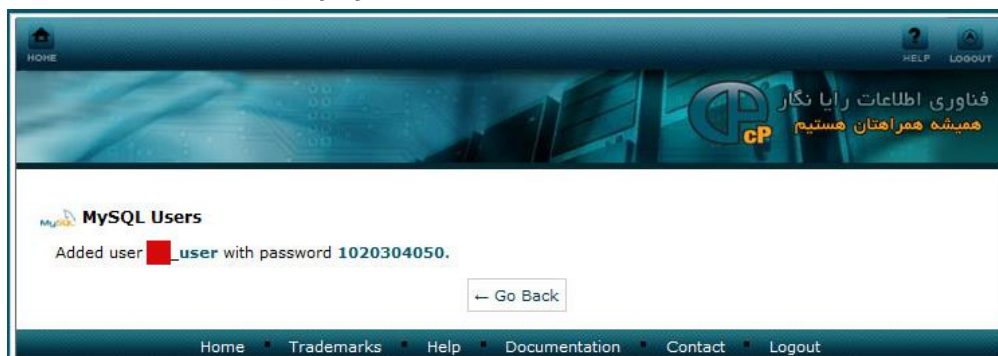 HOME
HELP
LOGOUT
فناوری اطلاعات رایا نگار
همیشه همراهتان هستیم
cP
MySQL
MySQL Users
Added user _user with password 1020304050.
← Go Back
Home Trademarks Help Documentation Contact Logout